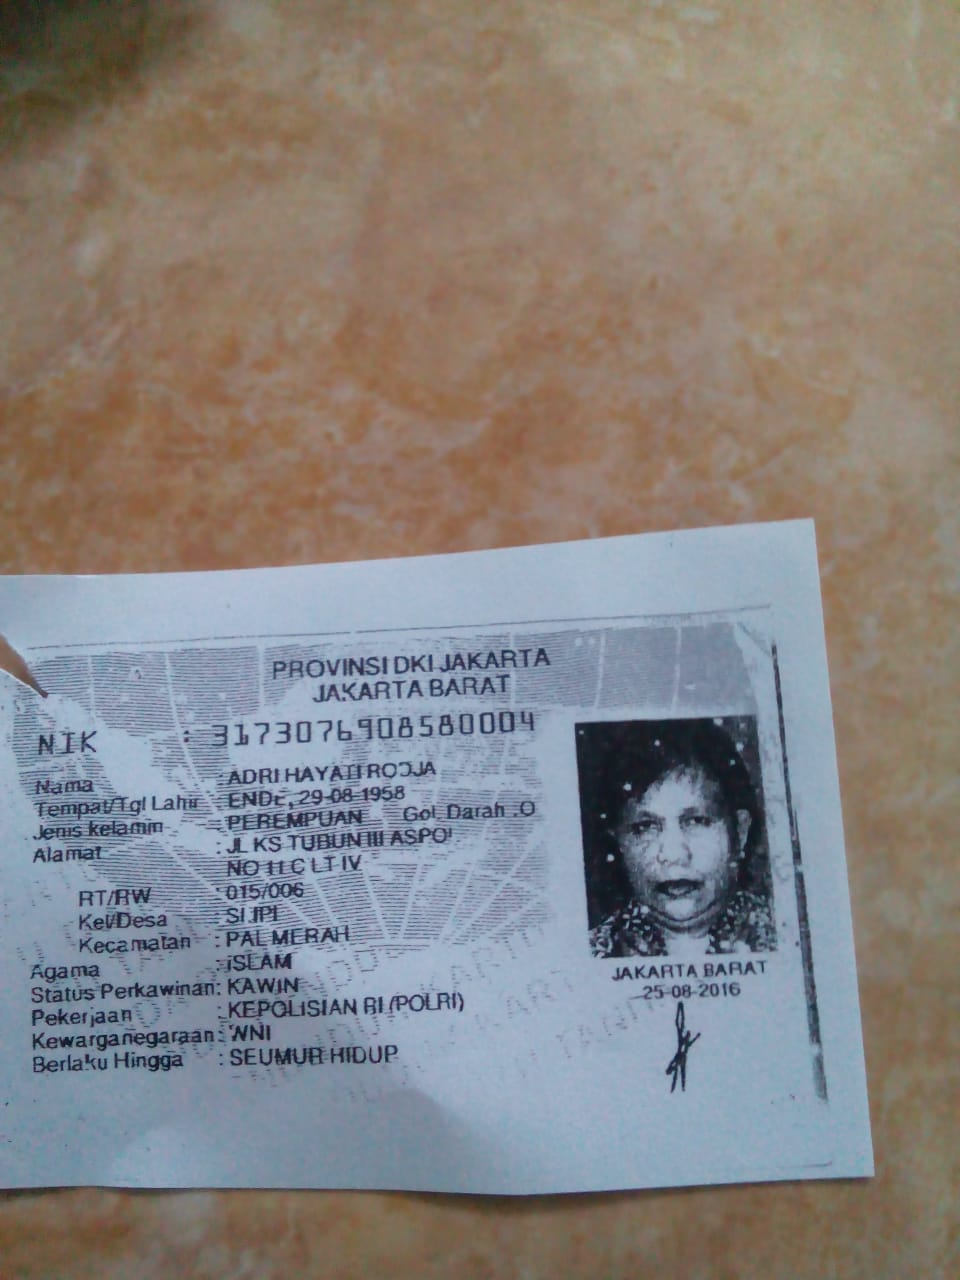 PROVINSI DKI JAKARTA
JAKARTA BARAT
NIK : 3173076908580004
Nama : ADRI HAYATI RODJA
Tempat/Tgl Lahir : ENDE, 29-08-1958
Jenis kelamin : PEREMPUAN Gol. Darah : O
Alamat : JL KS TUBUN III ASPOL
NO 11 C LT IV
RT/RW : 015/006
Kel/Desa : SLIPI
Kecamatan : PALMERAH
Agama : ISLAM
Status Perkawinan: KAWIN
Pekerjaan : KEPOLISIAN RI (POLRI)
Kewarganegaraan: WNI
Berlaku Hingga : SEUMUR HIDUP
JAKARTA BARAT
25-08-2016